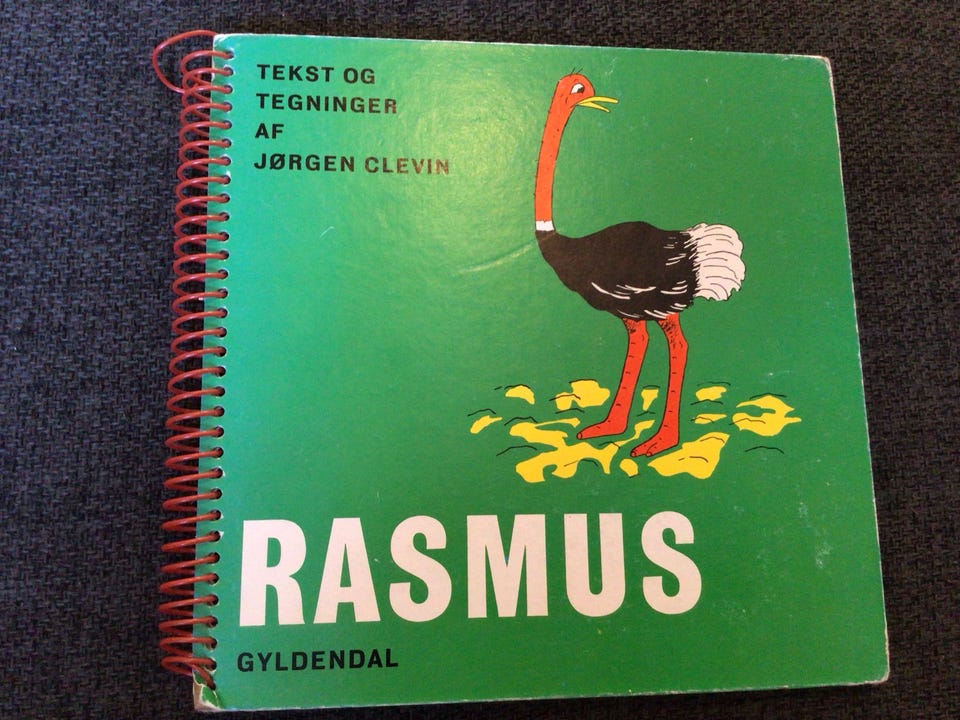 TEKST OG
TEGNINGER
AF
JØRGEN CLEVIN
RASMUS
GYLDENDAL